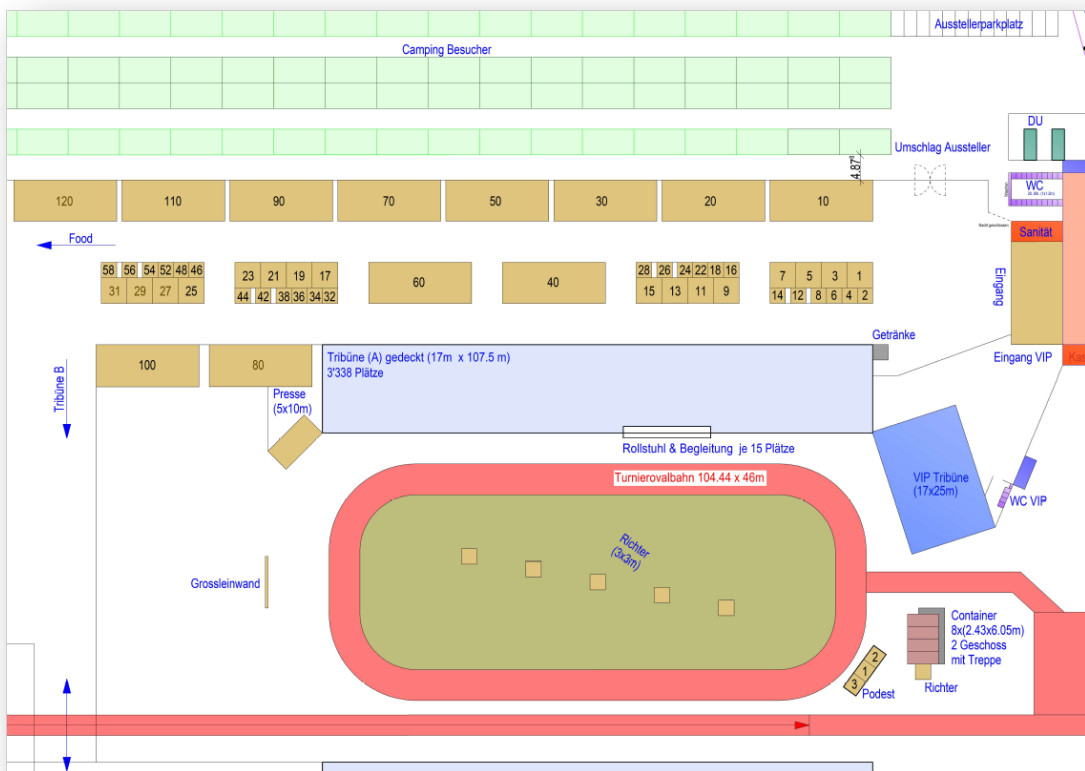 Ausstellerparkplatz
Camping Besucher
DU
Umschlag Aussteller
4.87
WC
120 110 90 70 50 30 20 10
Nacht geschlossen
Sanität
Food
58 56 54 52 48 46
31 29 27 25
23 21 19 17
44 42 38 36 34 32
60
40
28 26 24 22 18 16
15 13 11 9
7 5 3 1
14 12 8 6 4 2
Eingang
Getränke
Eingang VIP
100
80
Tribüne (A) gedeckt (17m x 107.5 m)
3'338 Plätze
Tribüne B
Presse
(5x10m)
Rollstuhl & Begleitung je 15 Plätze
Turnierovalbahn 104.44 x 46m
VIP Tribüne
(17x25m)
WC VIP
Richter
(3x3m)
Grossleinwand
Container
8x(2.43x6.05m)
2 Geschoss
mit Treppe
2
1
3
Podest
Richter